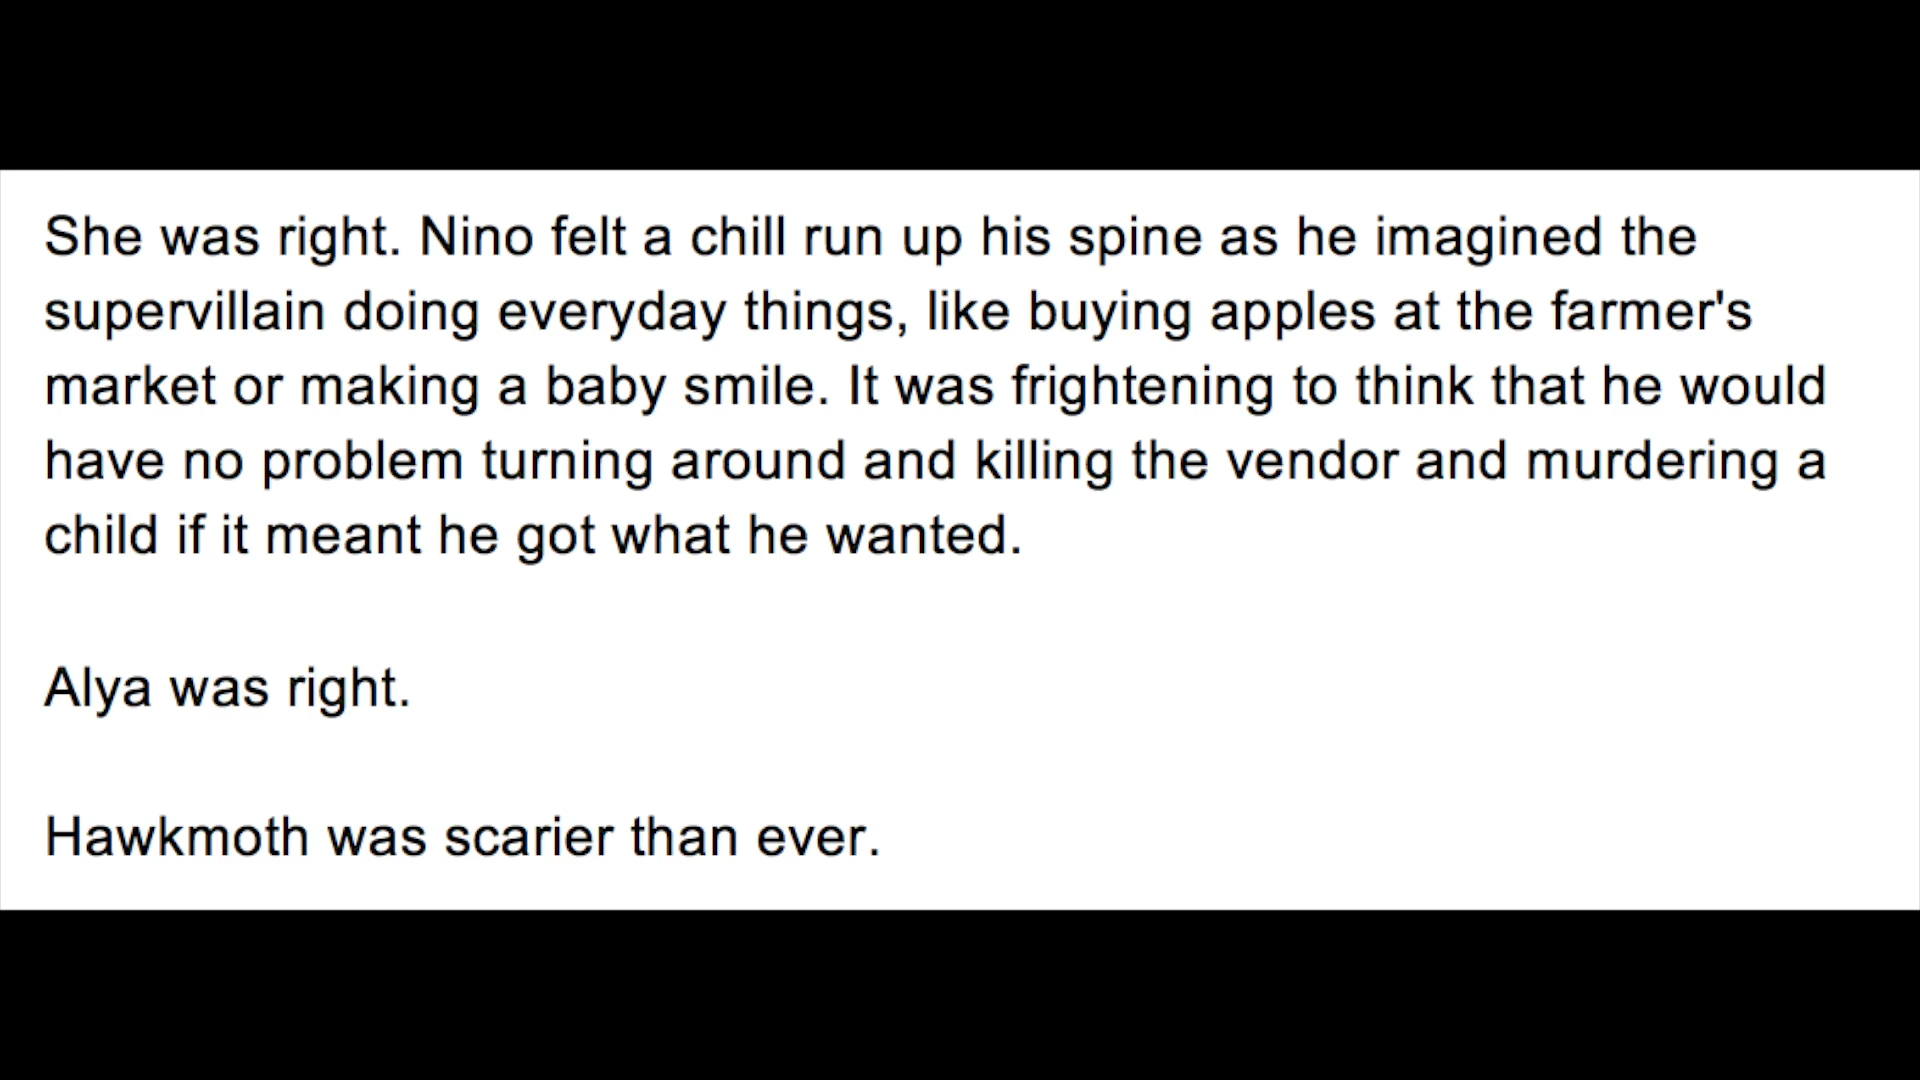 She was right. Nino felt a chill run up his spine as he imagined the
supervillain doing everyday things, like buying apples at the farmer's
market or making a baby smile. It was frightening to think that he would
have no problem turning around and killing the vendor and murdering a
child if it meant he got what he wanted.
Alya was right.
Hawkmoth was scarier than ever.